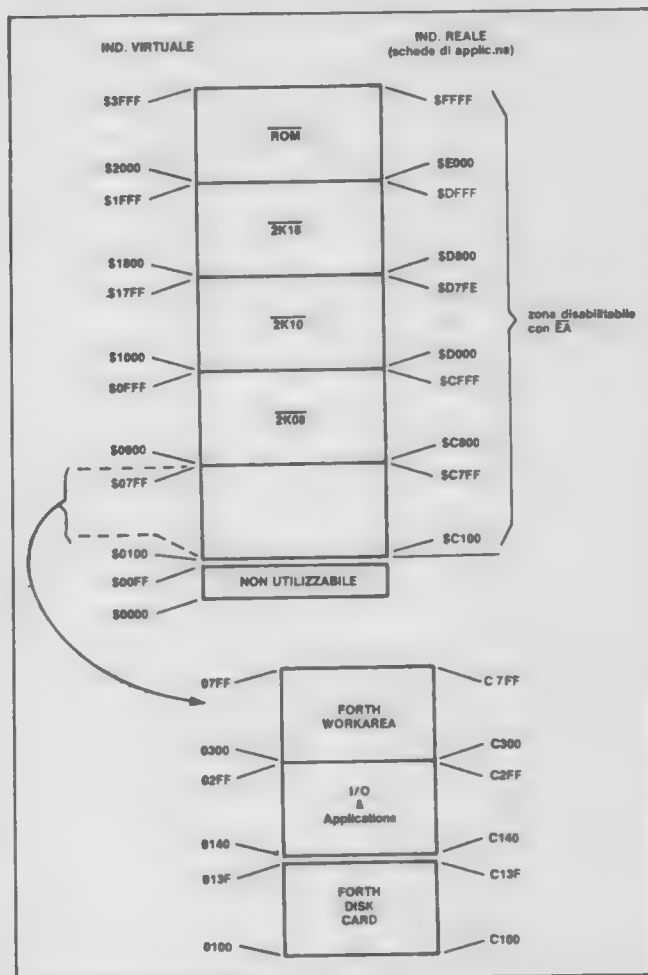 IND. VIRTUALE
IND. REALE
(schede di applic.ne)
$3FFF
$FFFF
ROM
$2000
$E000
$1FFF
$DFFF
2K18
$1800
$D800
$17FF
$D7FE
zona disabilitabile
con EA
2K10
$1000
$D000
$0FFF
$CFFF
2K08
$0800
$C800
$07FF
$C7FF
$0100
$C100
$00FF
NON UTILIZZABILE
$0000
07FF
C7FF
FORTH
WORKAREA
0300
C300
02FF
C2FF
I/O
&
Applications
0140
C140
013F
C13F
FORTH
DISK
CARD
0100
C100